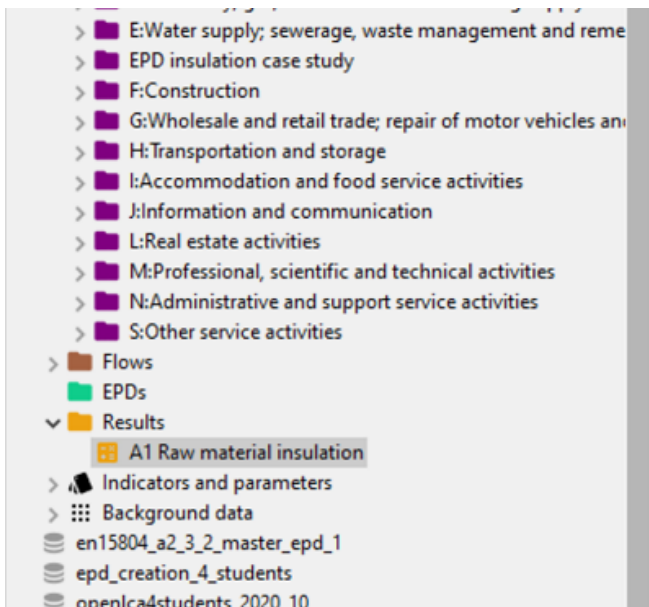 E:Water supply; sewerage, waste management and reme
EPD insulation case study
F:Construction
G:Wholesale and retail trade; repair of motor vehicles an
H:Transportation and storage
I:Accommodation and food service activities
J:Information and communication
L:Real estate activities
M:Professional, scientific and technical activities
N:Administrative and support service activities
S:Other service activities
Flows
EPDs
Results
A1 Raw material insulation
Indicators and parameters
Background data
en15804_a2_3_2_master_epd_1
epd_creation_4_students
openlca4students_2020_10